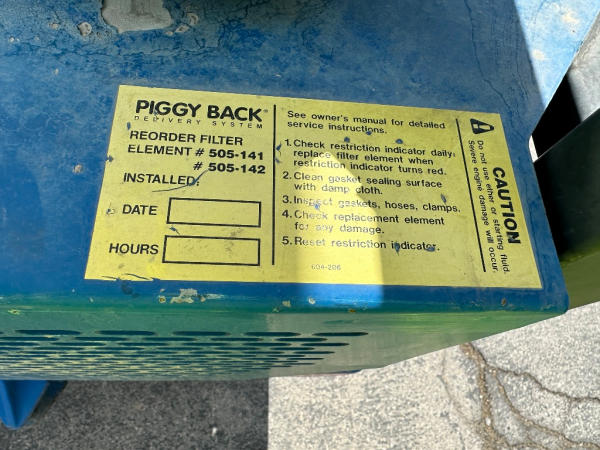 PIGGY BACK
DELIVERY SYSTEM
REORDER FILTER
ELEMENT # 505-141
# 505-142
INSTALLED:
DATE
HOURS
See owner's manual for detailed
service instructions.
1. Check restriction indicator daily;
replace filter element when
restriction indicator turns red.
2. Clean gasket sealing surface
with damp cloth.
3. Inspect gaskets, hoses, clamps.
4. Check replacement element
for any damage.
5. Reset restriction indicator.
604-206
CAUTION
Do not use ether or starting fluid.
Severe engine damage will occur.